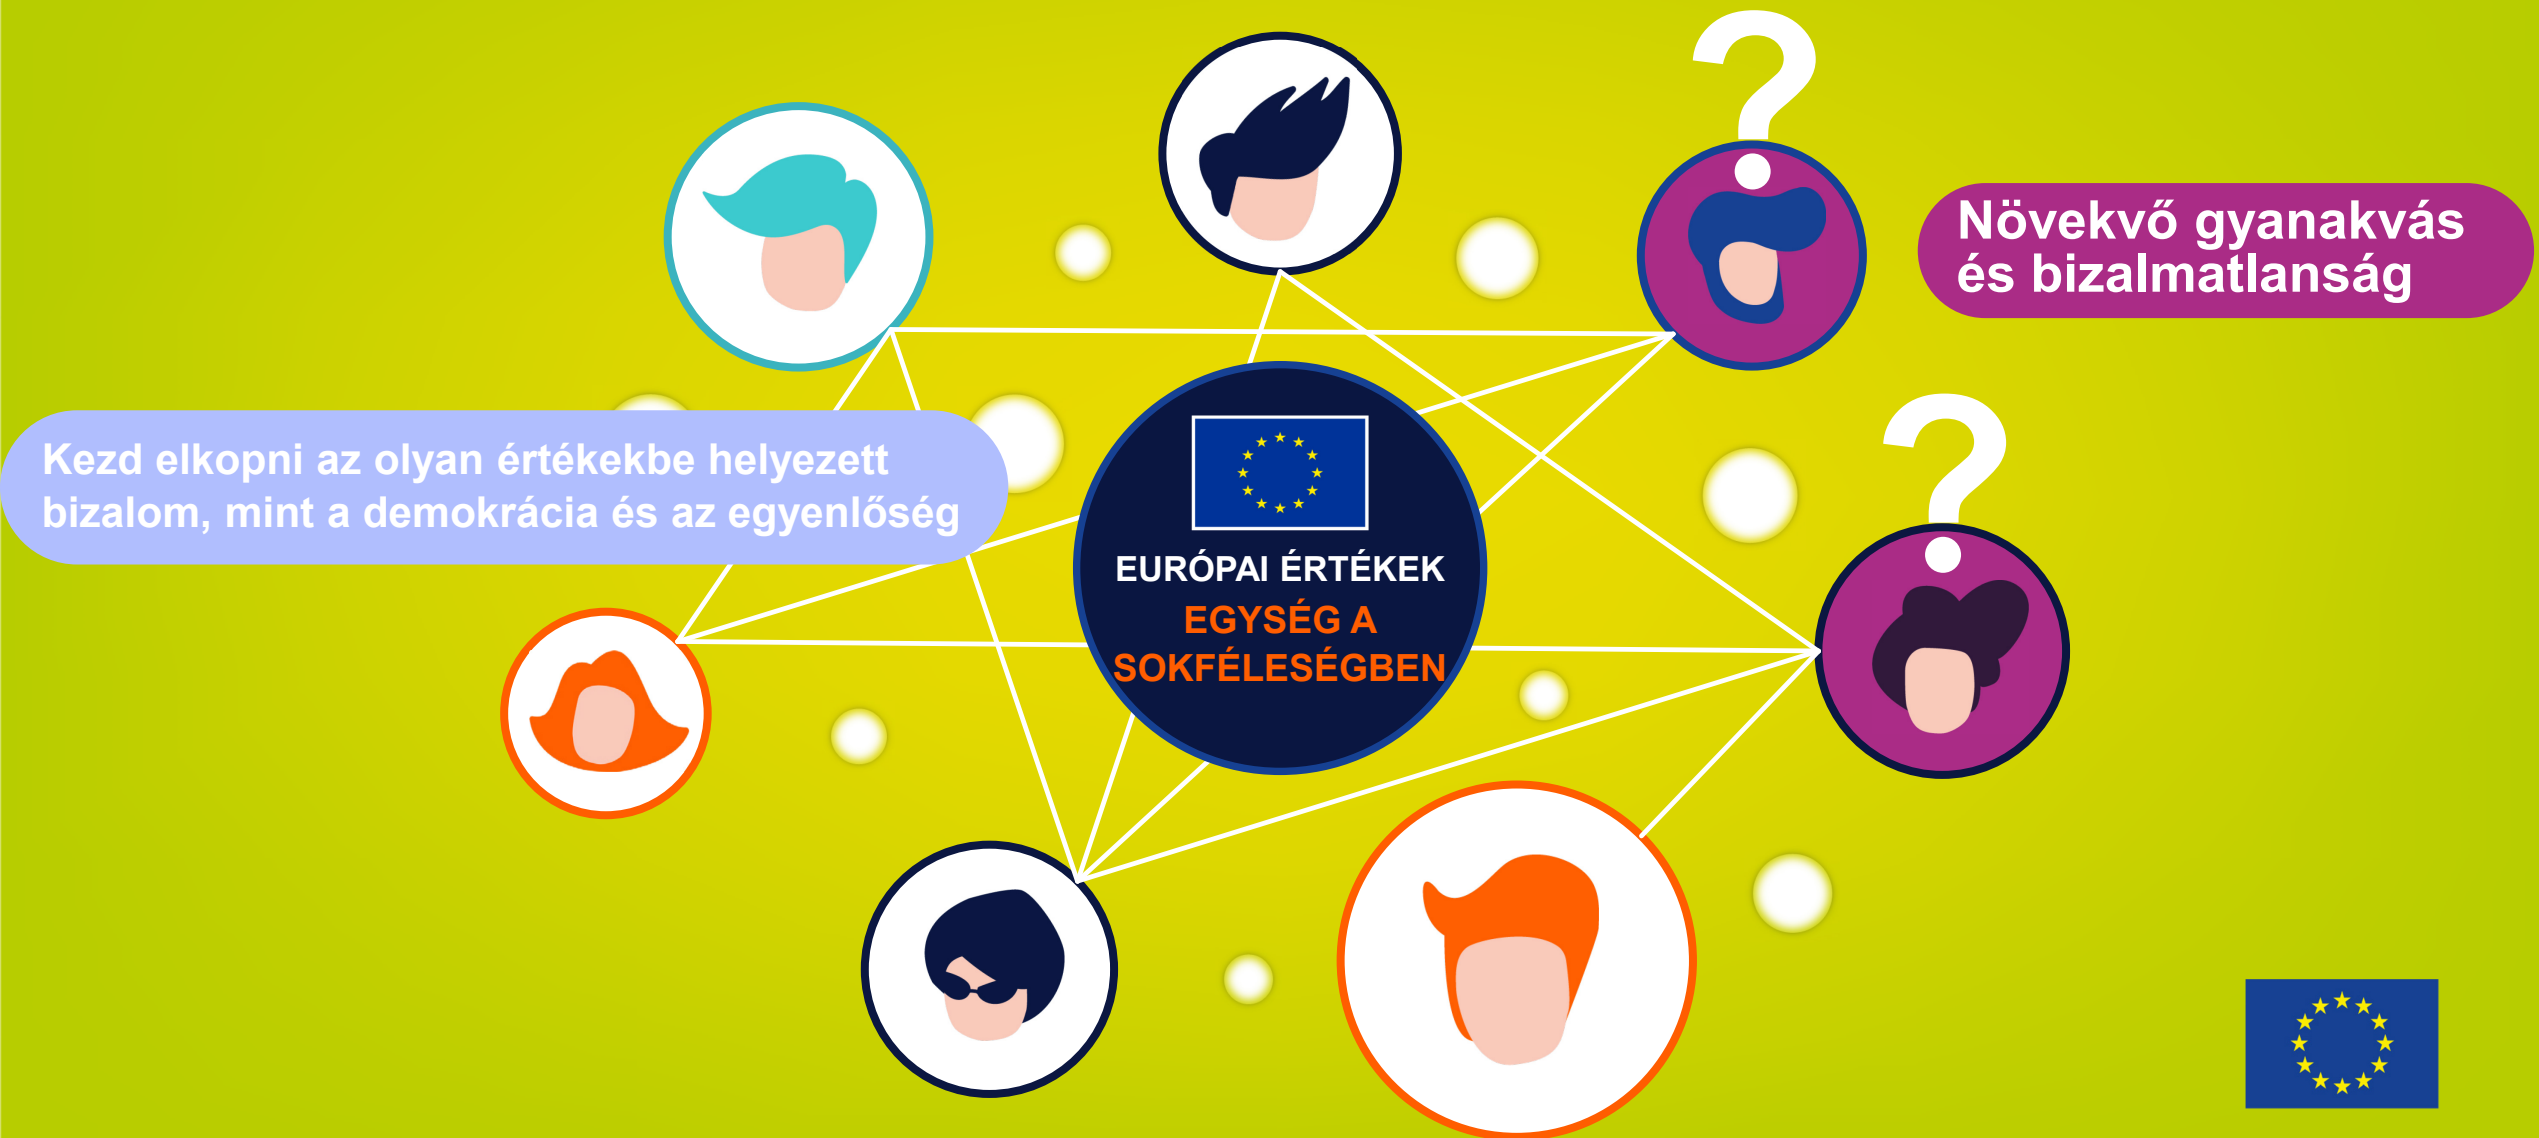 ?
Növekvő gyanakvás
és bizalmatlanság
Kezd elkopni az olyan értékekbe helyezett
bizalom, mint a demokrácia és az egyenlőség
?
EURÓPAI ÉRTÉKEK
EGYSÉG A
SOKFÉLESÉGBEN